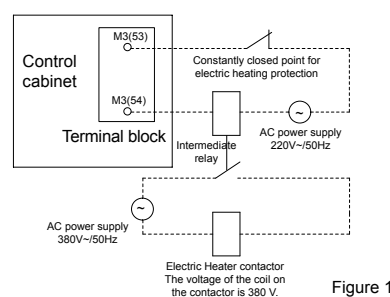 M3(53)
Control
cabinet
Constantly closed point for
electric heating protection
M3(54)
Terminal block
Intermediate
relay
~
AC power supply
220V~/50Hz
~
AC power supply
380V~/50Hz
Electric Heater contactor
The voltage of the coil on
the contactor is 380 V.
Figure 1